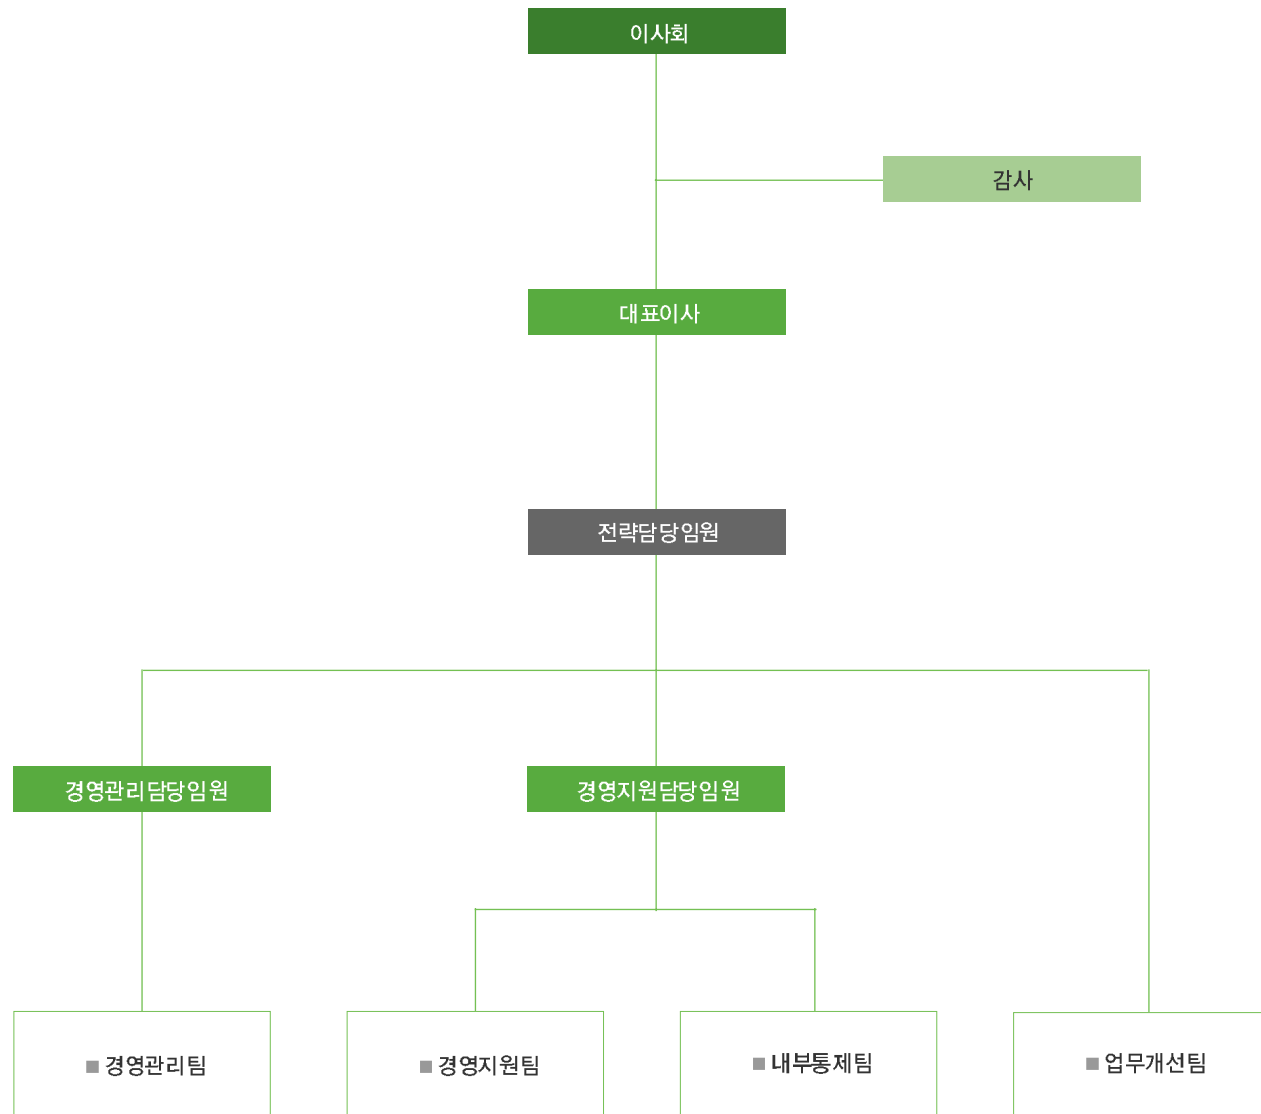 이사회
감사
대표이사
전략담당임원
경영관리담당임원
경영지원담당임원
경영관리팀
경영지원팀
내부통제팀
업무개선팀